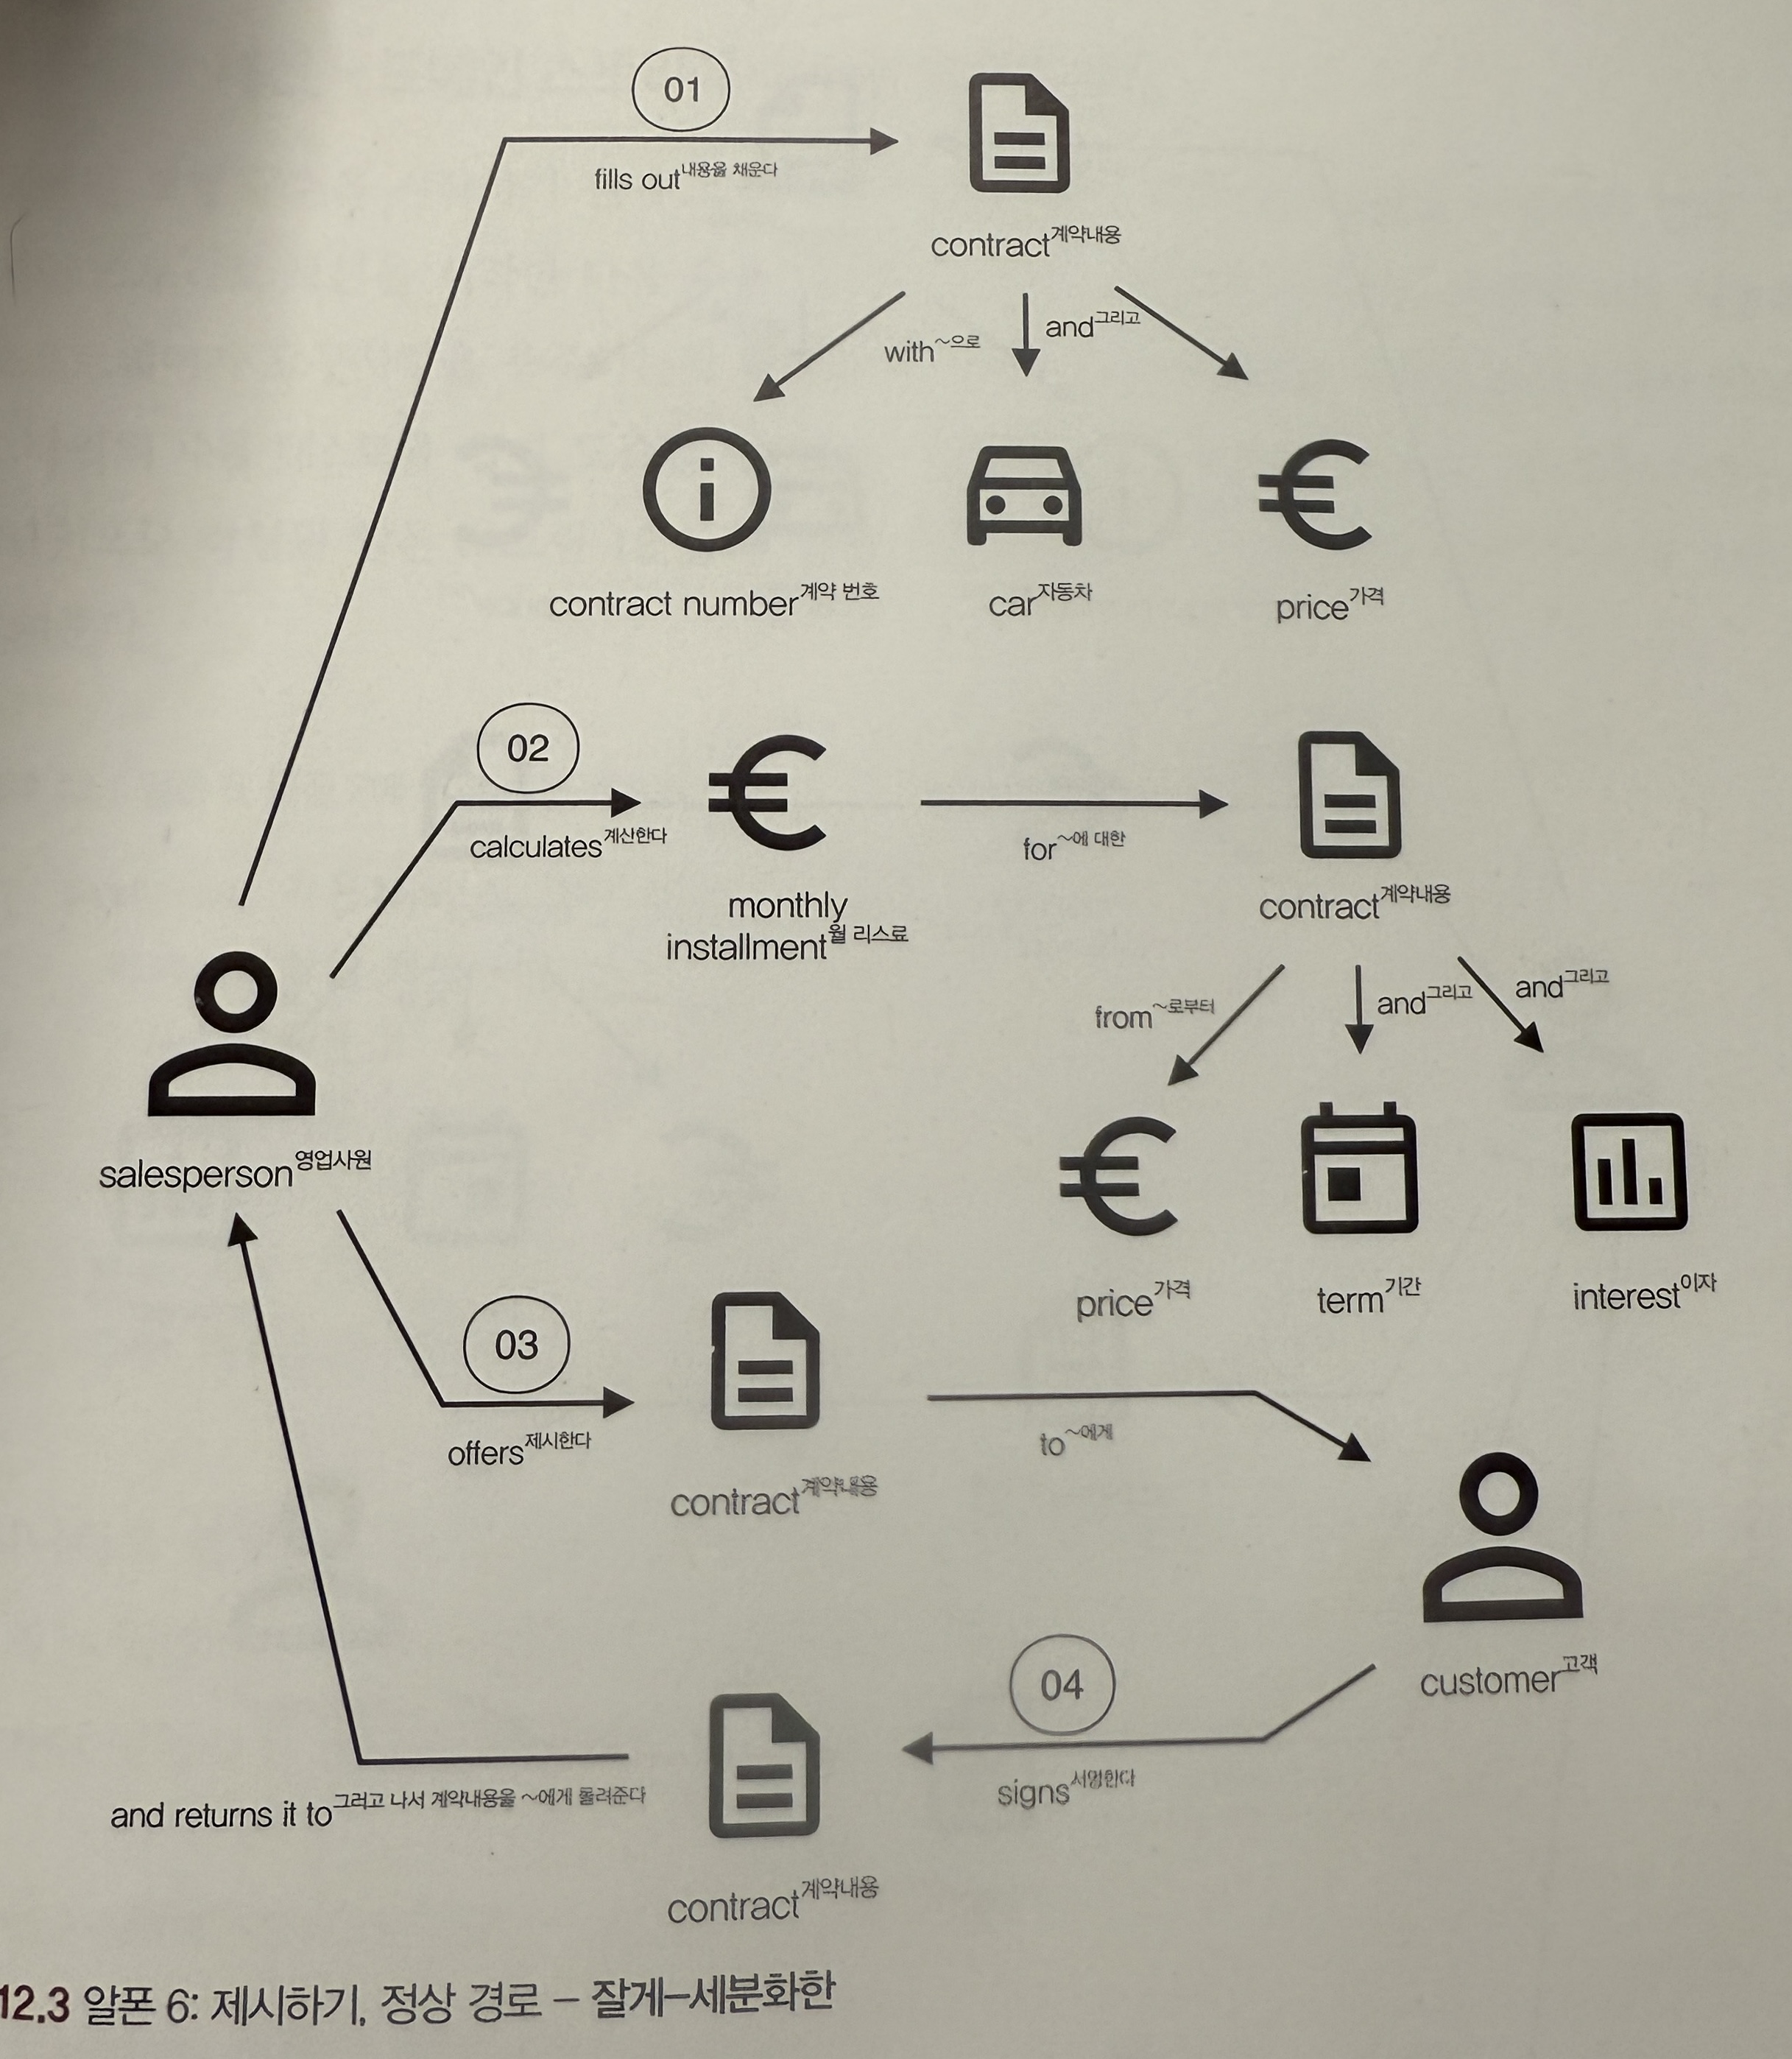 01
fills out내용을 채운다
contract계약내용
with~으로
and그리고
contract number계약 번호
car자동차
price가격
02
calculates계산한다
monthly
installment월 리스료
for~에 대한
contract계약내용
from~로부터
and그리고
and그리고
price가격
term기간
interest이자
salesperson영업사원
03
offers제시한다
contract계약내용
to~에게
customer고객
04
signs서명한다
contract계약내용
and returns it to그러고 나서 계약내용을 ~에게 돌려준다
12.3 알폰 6: 제시하기, 정상 경로 – 잘게–세분화한